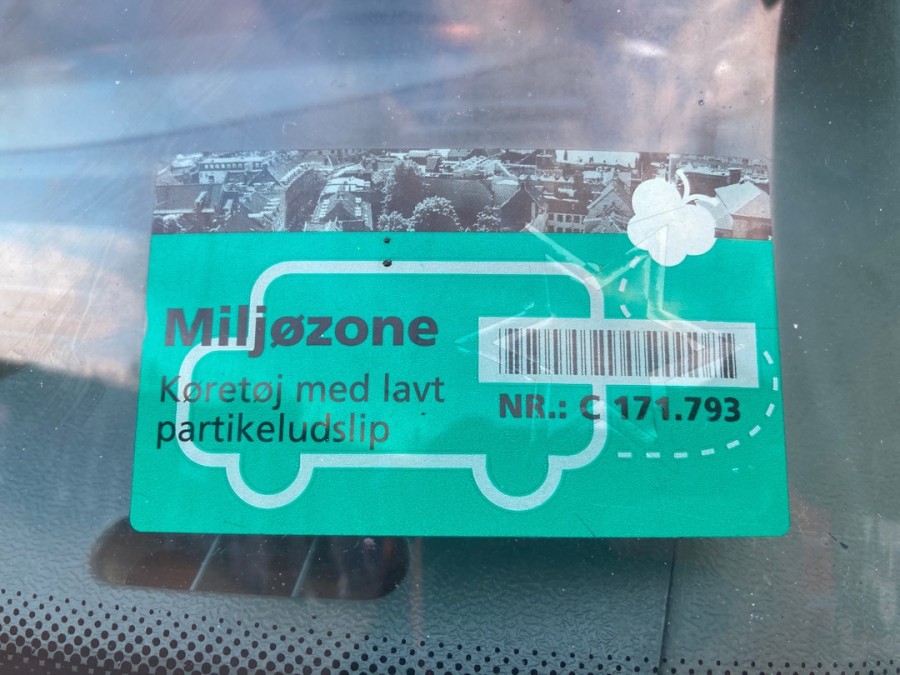 Miljøzone
Køretøj med lavt
partikeludslip
NR.: C 171.793